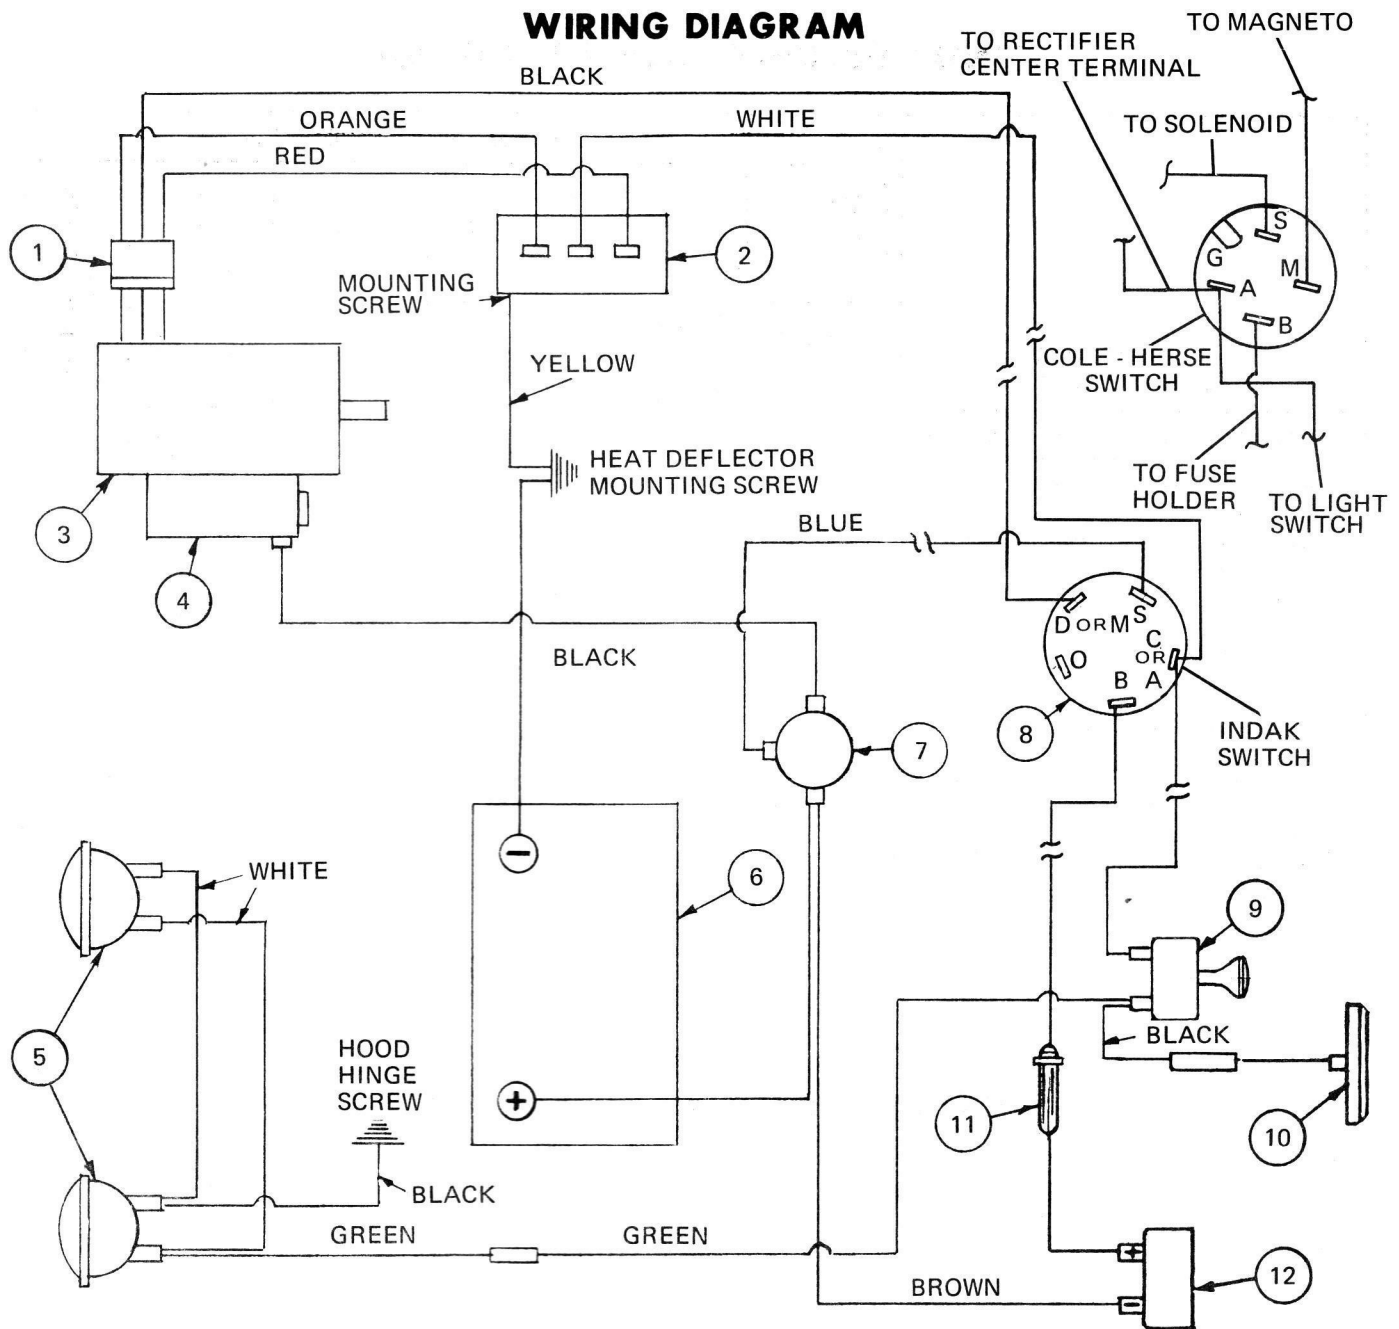 WIRING DIAGRAM
TO MAGNETO
TO RECTIFIER
CENTER TERMINAL
BLACK
ORANGE
WHITE
TO SOLENOID
RED
S
G
M
A
B
1
2
MOUNTING
SCREW
YELLOW
COLE - HERSE
SWITCH
HEAT DEFLECTOR
MOUNTING SCREW
TO FUSE
HOLDER
TO LIGHT
SWITCH
3
BLUE
4
D OR M
S
C
OR
A
O
B
BLACK
7
8
INDAK
SWITCH
−
6
WHITE
9
5
HOOD
HINGE
SCREW
BLACK
+
11
10
BLACK
GREEN
GREEN
BROWN
+
−
12